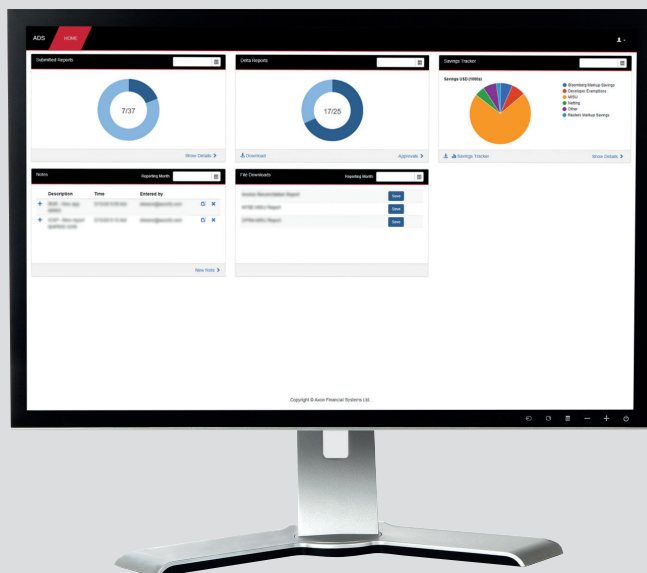 ADS HOME
Submitted Reports
7/37
Show Details
Delta Reports
17/25
Download
Approvals
Savings Tracker
Savings USD (1000s)
Bloomberg Markup Savings
Developer Exemptions
MISU
Netting
Other
Reuters Markup Savings
Savings Tracker
Show Details
Notes Reporting Month
Description Time Entered by
New Note
File Downloads Reporting Month
Save
Save
Save
Copyright © Axon Financial Systems Ltd.